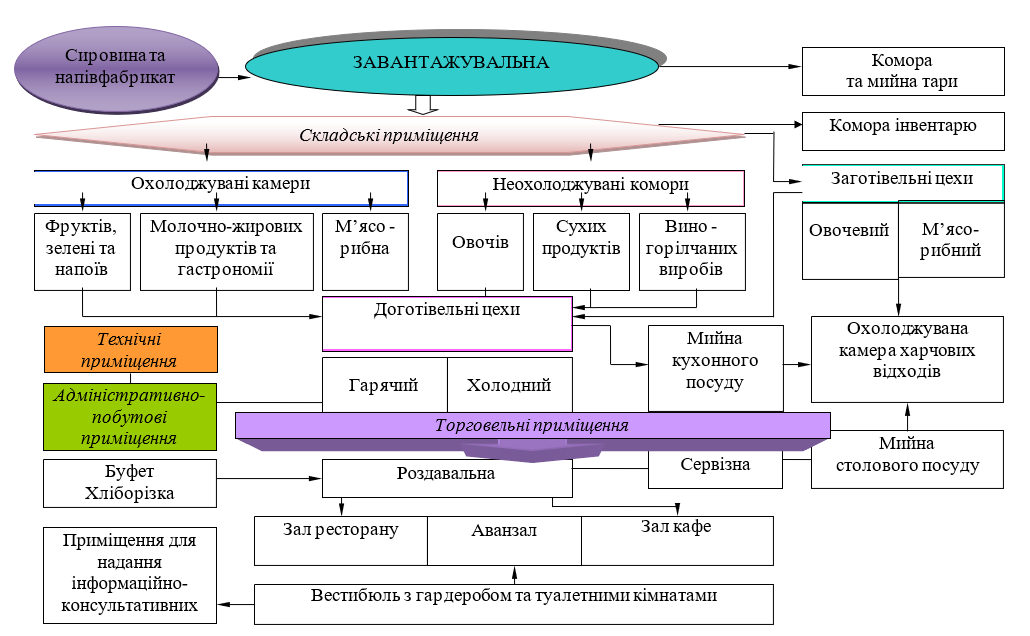 Сировина та
напівфабрикат
ЗАВАНТАЖУВАЛЬНА
Комора
та мийна тари
Складські приміщення
Комора інвентарю
Охолоджувані камери
Неохолоджувані комори
Заготівельні цехи
Фруктів,
зелені та
напоїв
Молочно-жирових
продуктів та
гастрономії
М’ясо -
рибна
Овочів
Сухих
продуктів
Вино -
горілчаних
виробів
Овочевий
М’ясо-
рибний
Доготівельні цехи
Технічні
приміщення
Мийна
кухонного
посуду
Охолоджувана
камера харчових
відходів
Гарячий
Холодний
Адміністративно-
побутові
приміщення
Торговельні приміщення
Буфет
Хліборізка
Роздавальна
Сервізна
Мийна
столового посуду
Зал ресторану
Аванзал
Зал кафе
Приміщення для
надання
інформаційно-
консультативних
Вестибюль з гардеробом та туалетними кімнатами